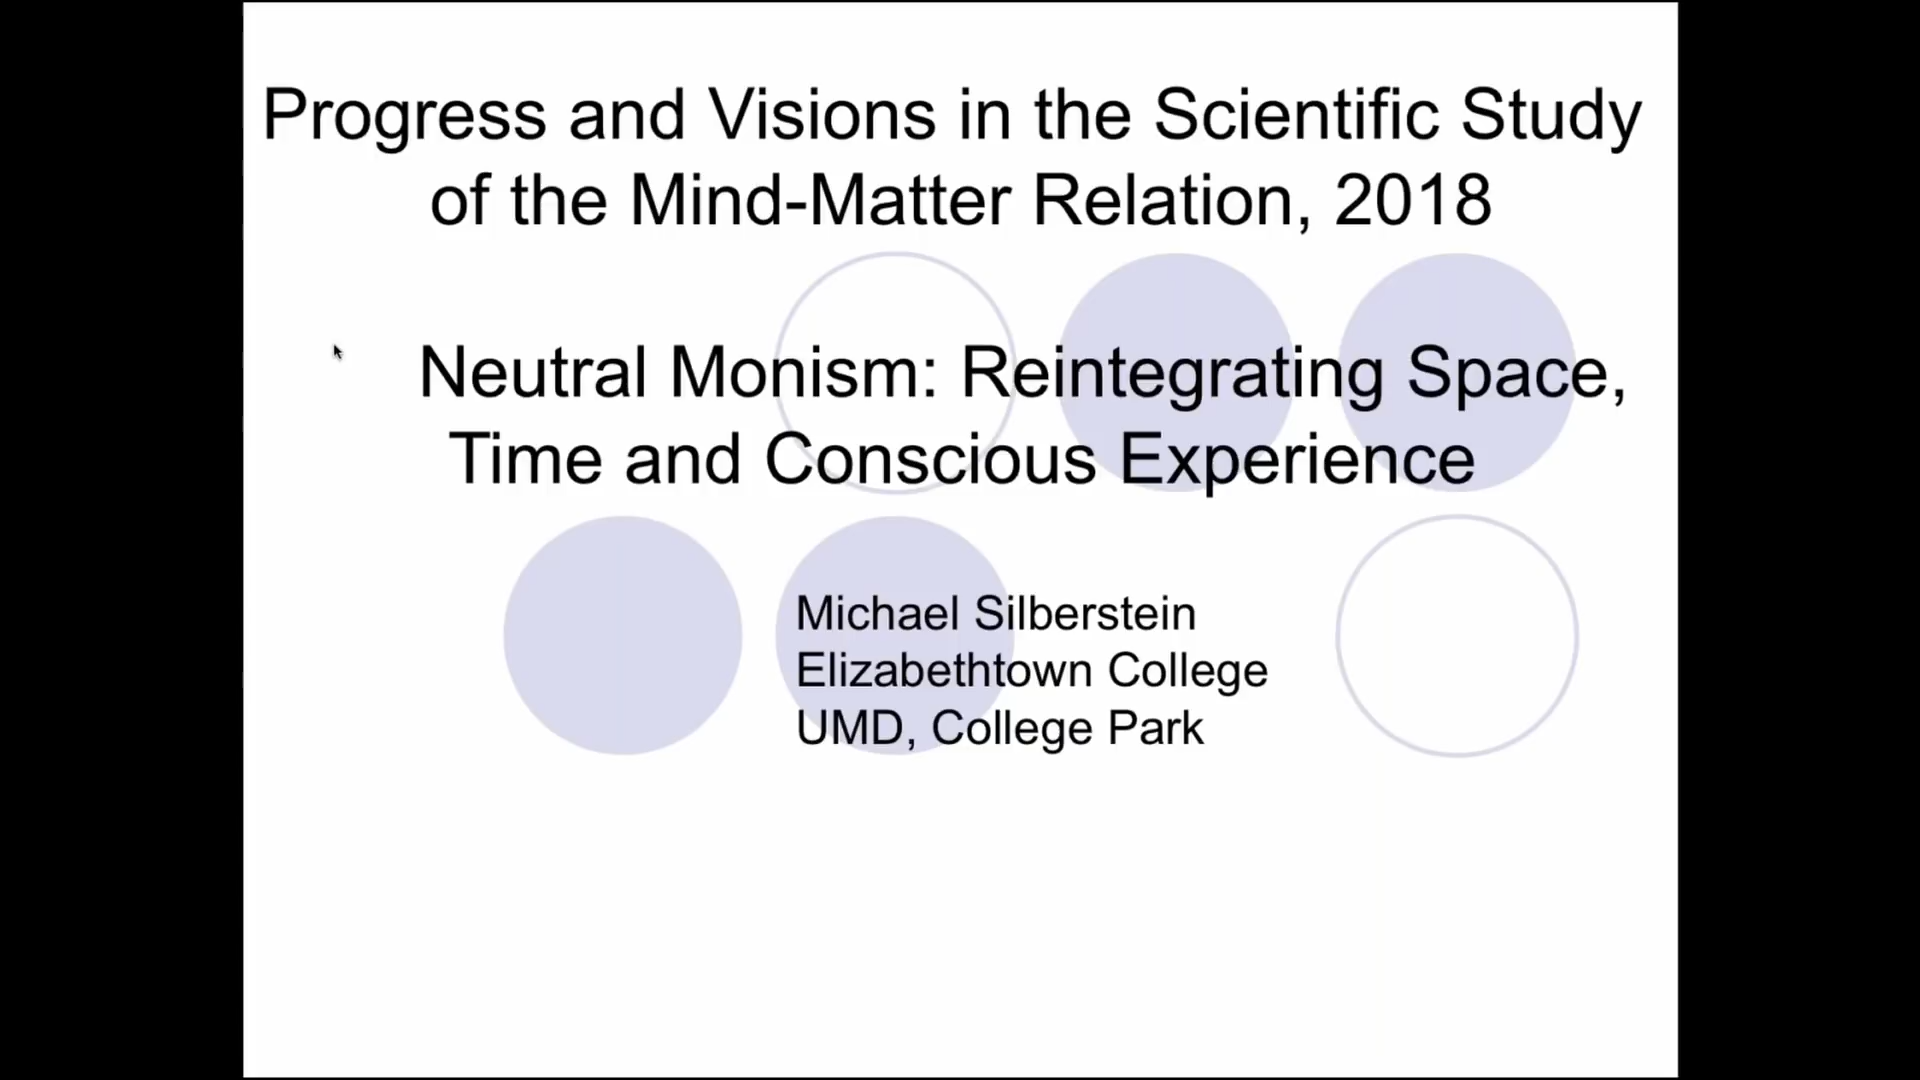 Progress and Visions in the Scientific Study
of the Mind-Matter Relation, 2018
Neutral Monism: Reintegrating Space,
Time and Conscious Experience
Michael Silberstein
Elizabethtown College
UMD, College Park